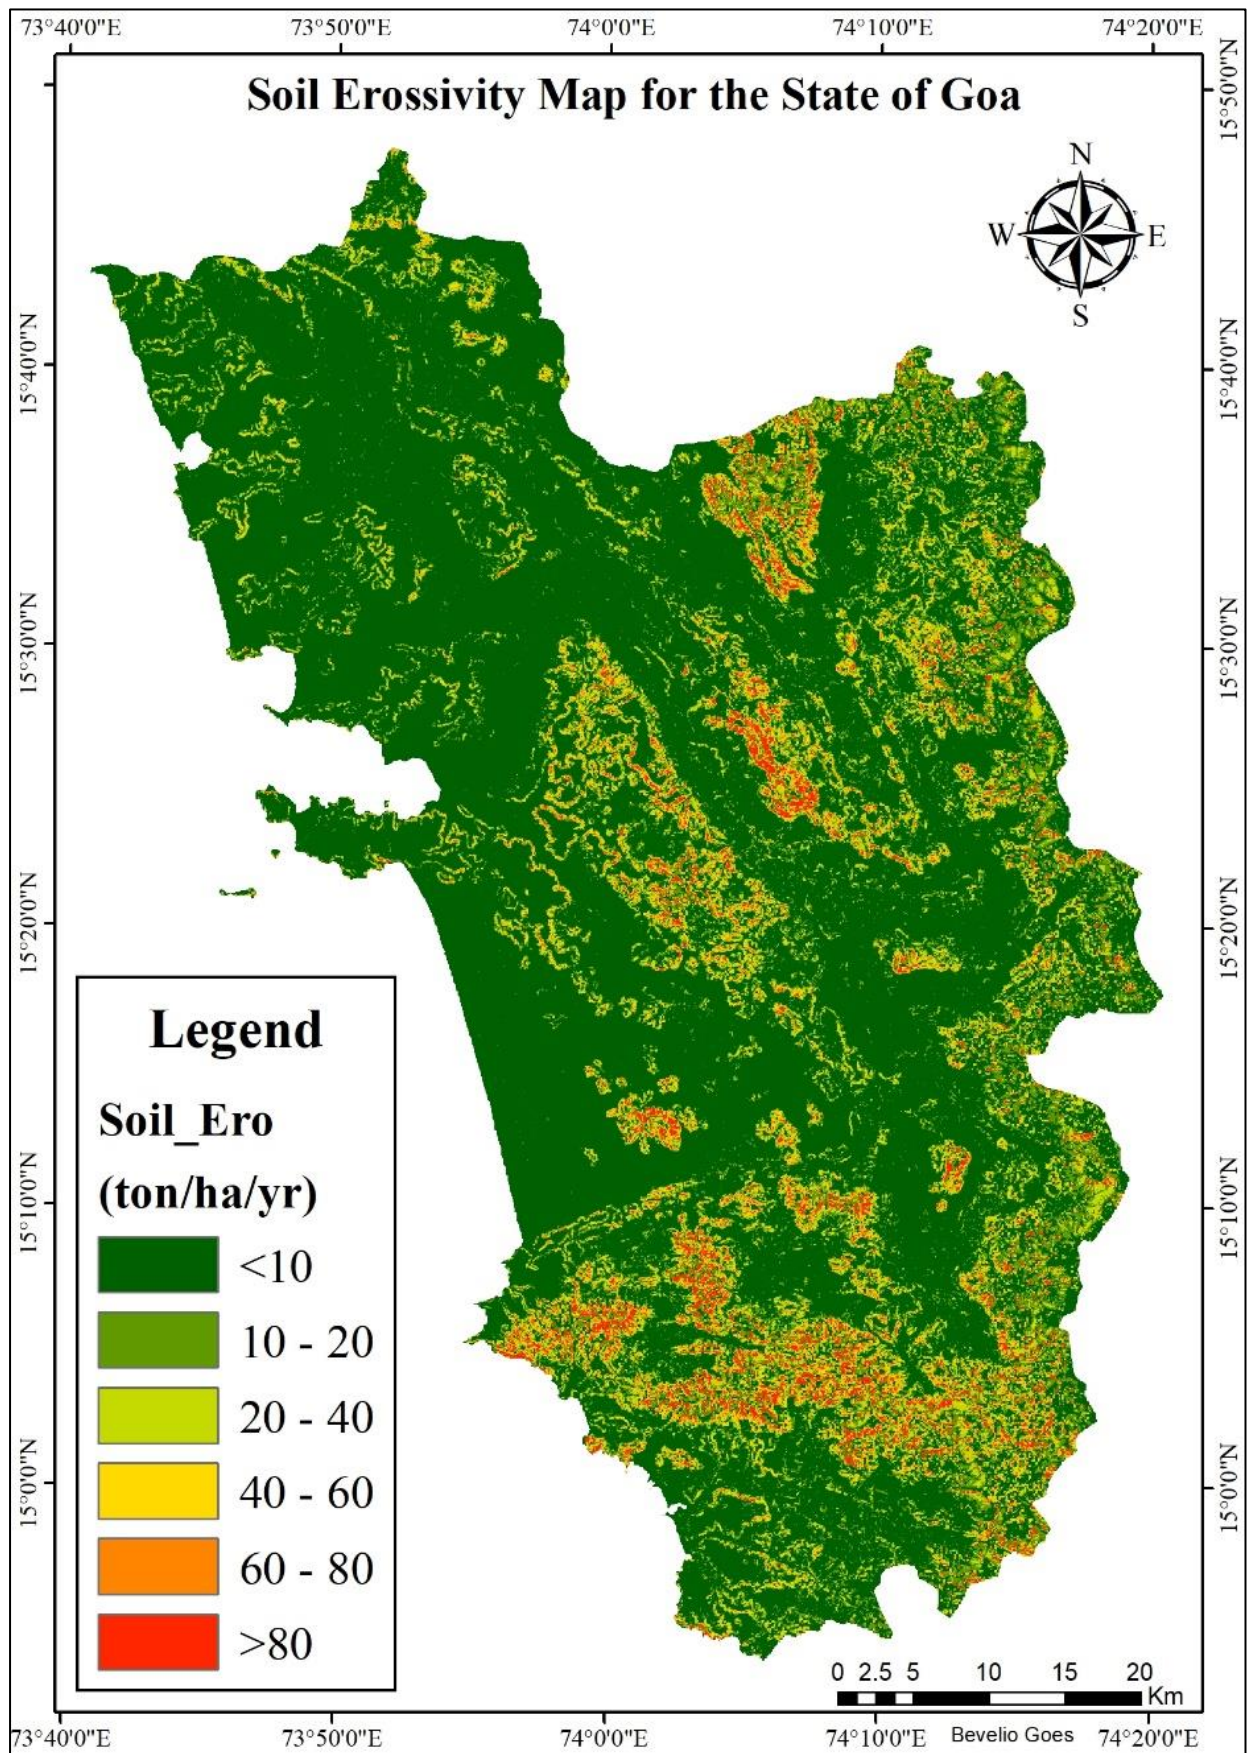 73°40'0"E 73°50'0"E 74°0'0"E 74°10'0"E 74°20'0"E
Soil Erossivity Map for the State of Goa
15°50'0"N
N
W E
S
15°40'0"N 15°40'0"N
15°30'0"N 15°30'0"N
15°20'0"N 15°20'0"N
15°10'0"N 15°10'0"N
15°0'0"N 15°0'0"N
Legend
Soil_Ero
(ton/ha/yr)
<10
10 - 20
20 - 40
40 - 60
60 - 80
>80
0 2.5 5 10 15 20
Km
Bevelio Goes
73°40'0"E 73°50'0"E 74°0'0"E 74°10'0"E 74°20'0"E